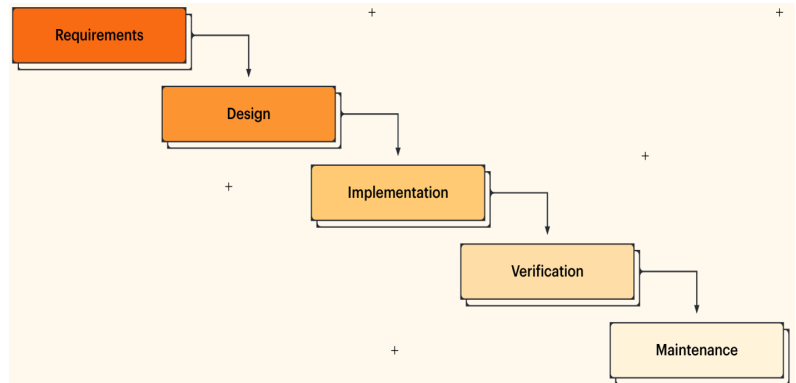 Requirements
Design
Implementation
Verification
Maintenance